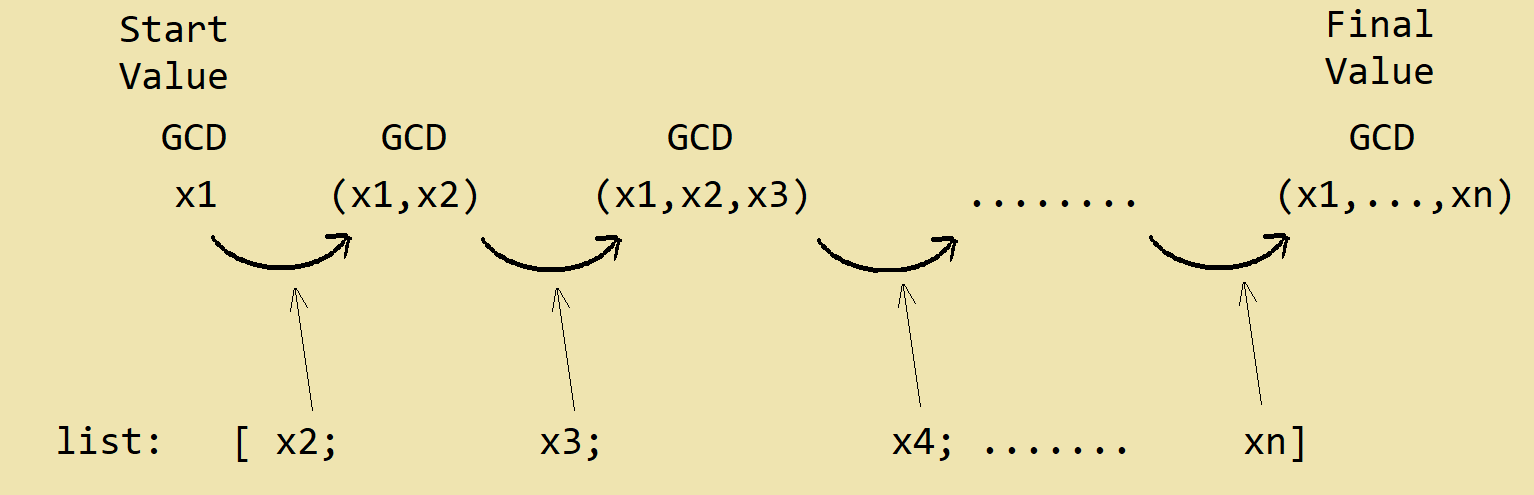 Start Final
Value Value
GCD GCD GCD GCD
x1 (x1,x2) (x1,x2,x3) ........ (x1,...,xn)
list: [ x2; x3; x4; ....... xn]